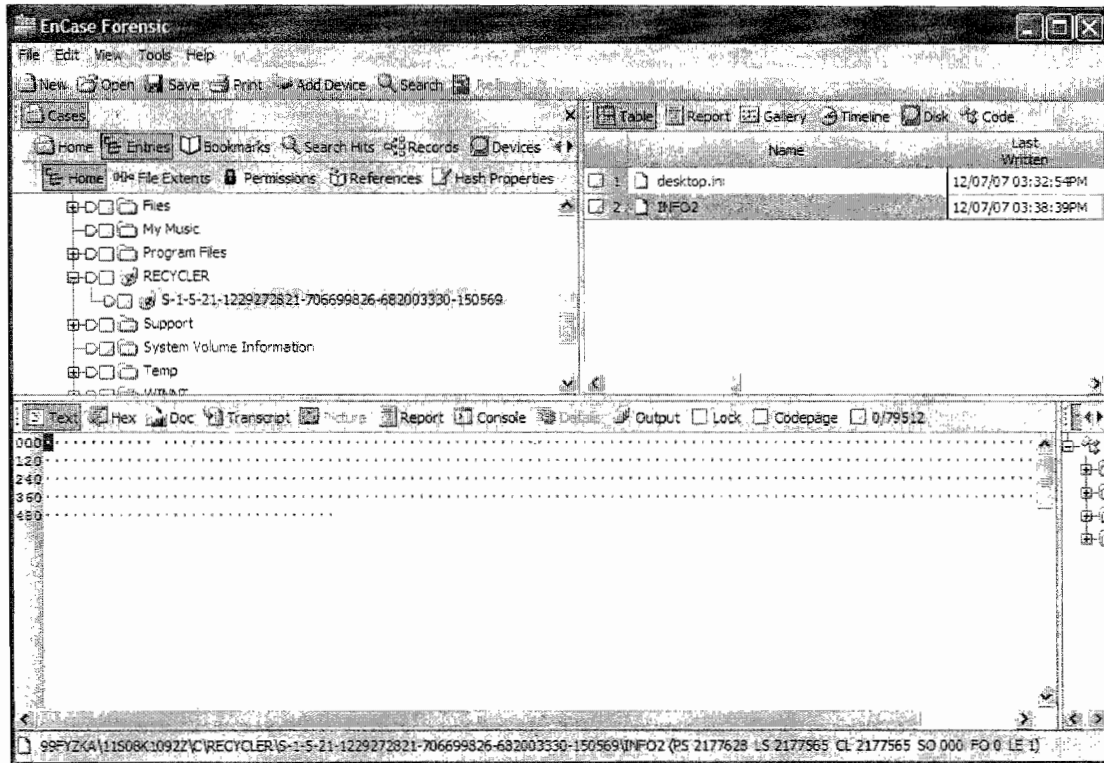 EnCase Forensic
File Edit View Tools Help
New Open Save Print Add Device Search
Cases
Home Entries Bookmarks Search Hits Records Devices
Home File Extents Permissions References Hash Properties
Files
My Music
Program Files
RECYCLER
S-1-5-21-1229272821-706699826-682003330-150569
Support
System Volume Information
Temp
WINNT
Table Report Gallery Timeline Disk Code
Name Last Written
1 desktop.ini 12/07/07 03:32:54PM
2 INFO2 12/07/07 03:38:39PM
Text Hex Doc Transcript Picture Report Console Details Output Lock Codepage 0/79512
000
120
240
360
480
99FYZKA\11S08K1092Z\C\RECYCLER\S-1-5-21-1229272821-706699826-682003330-150569\INFO2 (PS 2177628 LS 2177565 CL 2177565 SO 000 FO 0 LE 1)